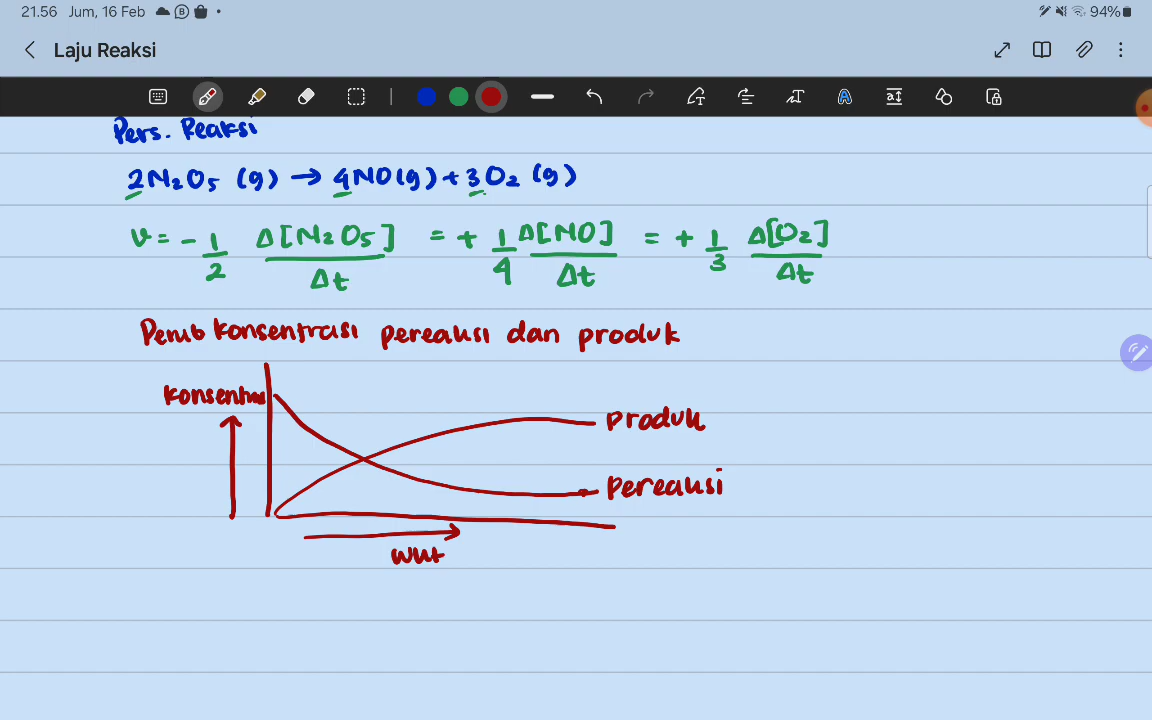 21.56 Jum, 16 Feb 94%
Laju Reaksi
Pers. Reaksi
2N₂O₅ (g) → 4NO(g) + 3O₂ (g)
v = - 1/2 Δ[N₂O₅]/Δt = + 1/4 Δ[NO]/Δt = + 1/3 Δ[O₂]/Δt
Perub konsentrasi pereaksi dan produk
konsentras
produk
pereaksi
wkt